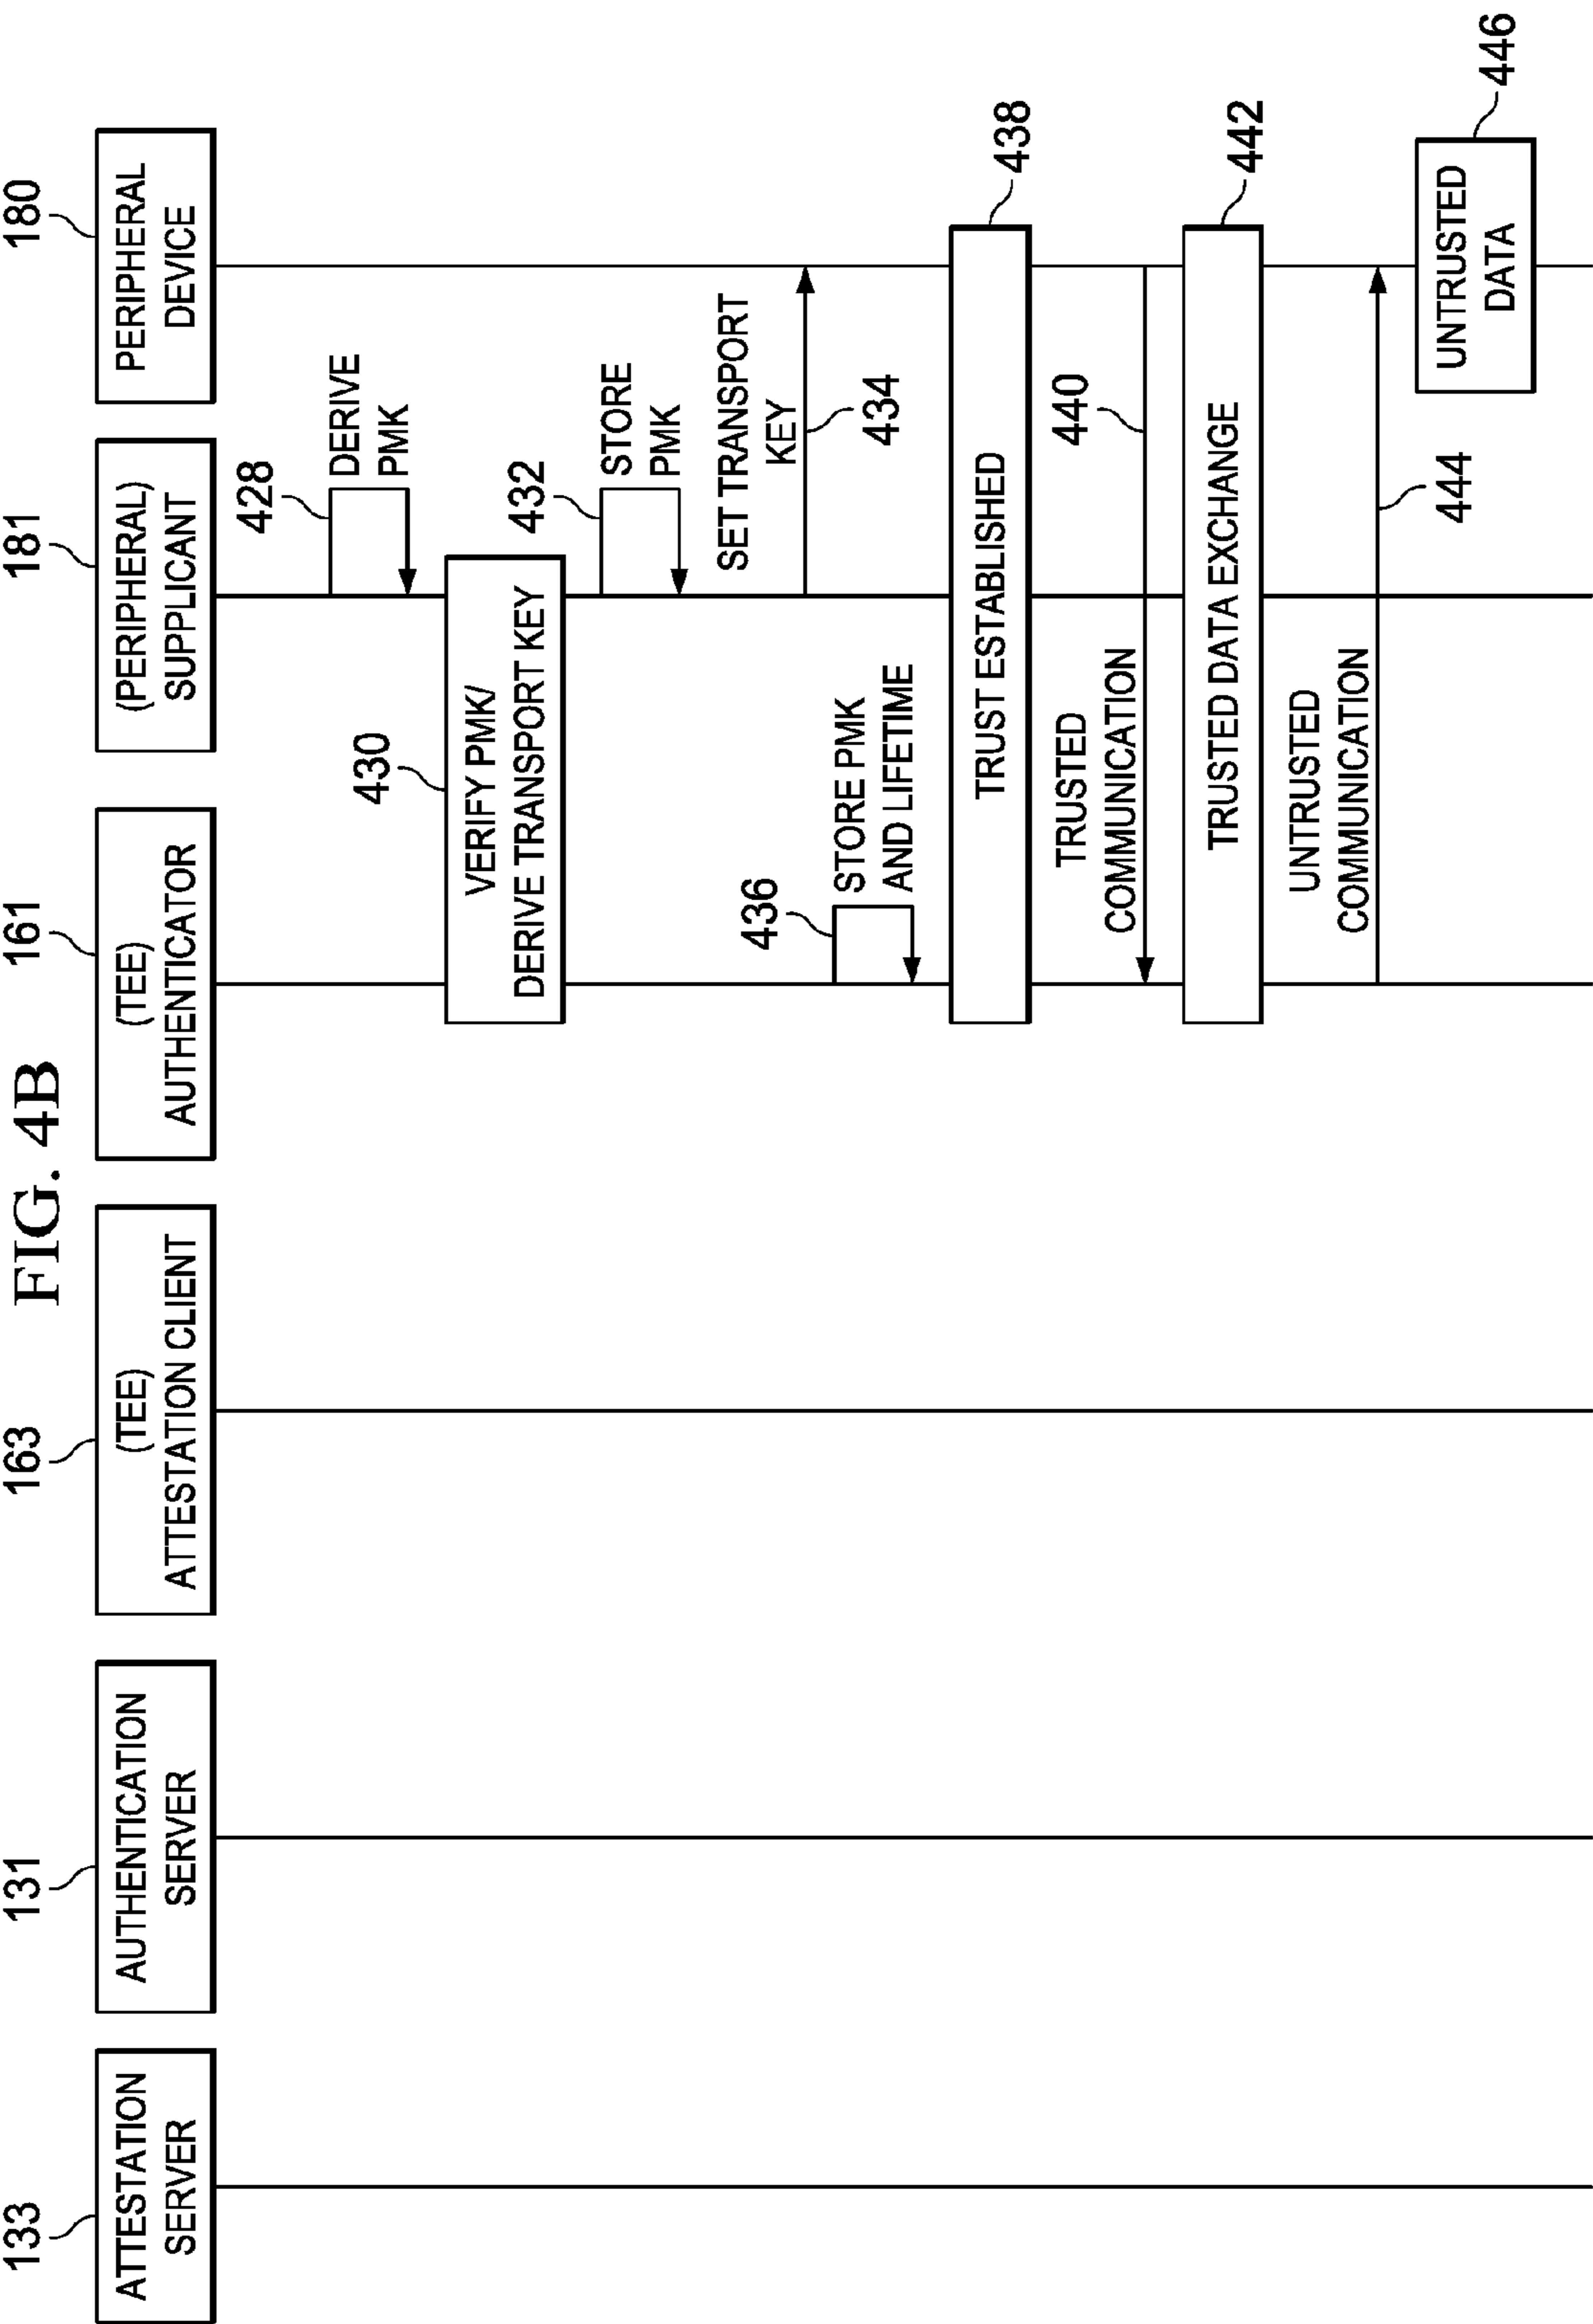 FIG. 4B
133
131
163
161
181
180
ATTESTATION
SERVER
AUTHENTICATION
SERVER
(TEE)
ATTESTATION CLIENT
(TEE)
AUTHENTICATOR
(PERIPHERAL)
SUPPLICANT
PERIPHERAL
DEVICE
428
DERIVE
PMK
430
VERIFY PMK/
DERIVE TRANSPORT KEY
432
STORE
PMK
SET TRANSPORT
KEY
434
436
STORE PMK
AND LIFETIME
TRUST ESTABLISHED
438
TRUSTED
COMMUNICATION
440
TRUSTED DATA EXCHANGE
442
UNTRUSTED
COMMUNICATION
444
UNTRUSTED
DATA
446